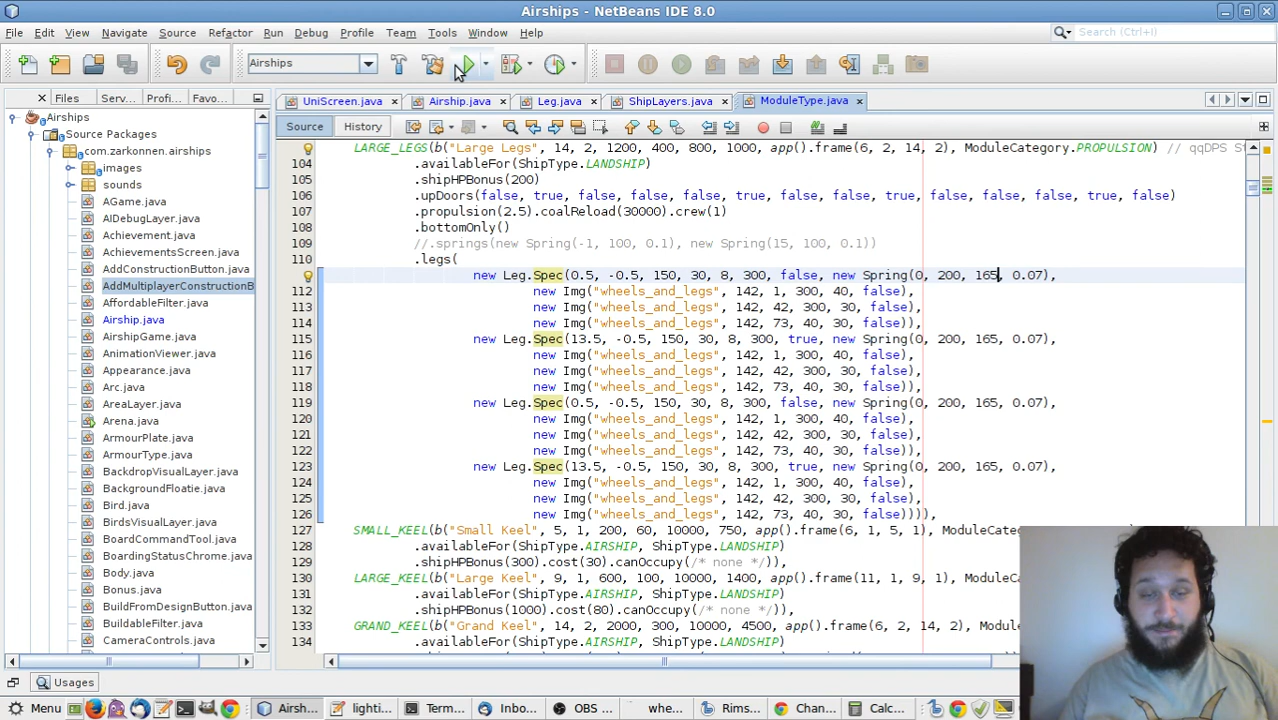 Airships - NetBeans IDE 8.0
File Edit View Navigate Source Refactor Run Debug Profile Team Tools Window Help
Search (Ctrl+I)
Airships
Files Serv... Profi... Favo...
UniScreen.java Airship.java Leg.java ShipLayers.java ModuleType.java
Source History
Airships
Source Packages
com.zarkonnen.airships
images
sounds
AGame.java
AIDebugLayer.java
Achievement.java
AchievementsScreen.java
AddConstructionButton.java
AddMultiplayerConstructionB
AffordableFilter.java
Airship.java
AirshipGame.java
AnimationViewer.java
Appearance.java
Arc.java
AreaLayer.java
Arena.java
ArmourPlate.java
ArmourType.java
BackdropVisualLayer.java
BackgroundFloatie.java
Bird.java
BirdsVisualLayer.java
BoardCommandTool.java
BoardingStatusChrome.java
Body.java
Bonus.java
BuildFromDesignButton.java
BuildableFilter.java
CameraControls.java
LARGE_LEGS(b("Large Legs", 14, 2, 1200, 400, 800, 1000, app().frame(6, 2, 14, 2), ModuleCategory.PROPULSION) // qqDPS S
104 .availableFor(ShipType.LANDSHIP)
105 .shipHPBonus(200)
106 .upDoors(false, true, false, false, false, true, false, false, true, false, false, false, true, false)
107 .propulsion(2.5).coalReload(30000).crew(1)
108 .bottomOnly()
109 //.springs(new Spring(-1, 100, 0.1), new Spring(15, 100, 0.1))
110 .legs(
new Leg.Spec(0.5, -0.5, 150, 30, 8, 300, false, new Spring(0, 200, 165, 0.07),
112 new Img("wheels_and_legs", 142, 1, 300, 40, false),
113 new Img("wheels_and_legs", 142, 42, 300, 30, false),
114 new Img("wheels_and_legs", 142, 73, 40, 30, false)),
115 new Leg.Spec(13.5, -0.5, 150, 30, 8, 300, true, new Spring(0, 200, 165, 0.07),
116 new Img("wheels_and_legs", 142, 1, 300, 40, false),
117 new Img("wheels_and_legs", 142, 42, 300, 30, false),
118 new Img("wheels_and_legs", 142, 73, 40, 30, false)),
119 new Leg.Spec(0.5, -0.5, 150, 30, 8, 300, false, new Spring(0, 200, 165, 0.07),
120 new Img("wheels_and_legs", 142, 1, 300, 40, false),
121 new Img("wheels_and_legs", 142, 42, 300, 30, false),
122 new Img("wheels_and_legs", 142, 73, 40, 30, false)),
123 new Leg.Spec(13.5, -0.5, 150, 30, 8, 300, true, new Spring(0, 200, 165, 0.07),
124 new Img("wheels_and_legs", 142, 1, 300, 40, false),
125 new Img("wheels_and_legs", 142, 42, 300, 30, false),
126 new Img("wheels_and_legs", 142, 73, 40, 30, false)))),
127 SMALL_KEEL(b("Small Keel", 5, 1, 200, 60, 10000, 750, app().frame(6, 1, 5, 1), ModuleCateg
128 .availableFor(ShipType.AIRSHIP, ShipType.LANDSHIP)
129 .shipHPBonus(300).cost(30).canOccupy(/* none */)),
130 LARGE_KEEL(b("Large Keel", 9, 1, 600, 100, 10000, 1400, app().frame(11, 1, 9, 1), Module
131 .availableFor(ShipType.AIRSHIP, ShipType.LANDSHIP)
132 .shipHPBonus(1000).cost(80).canOccupy(/* none */)),
133 GRAND_KEEL(b("Grand Keel", 14, 2, 2000, 300, 10000, 4500, app().frame(6, 2, 14, 2), Modu
134 .availableFor(ShipType.AIRSHIP, ShipType.LANDSHIP)
Usages
Menu Airsh... lighti... Term... Inbo... OBS ... whe... Rims... Chan... Calc...